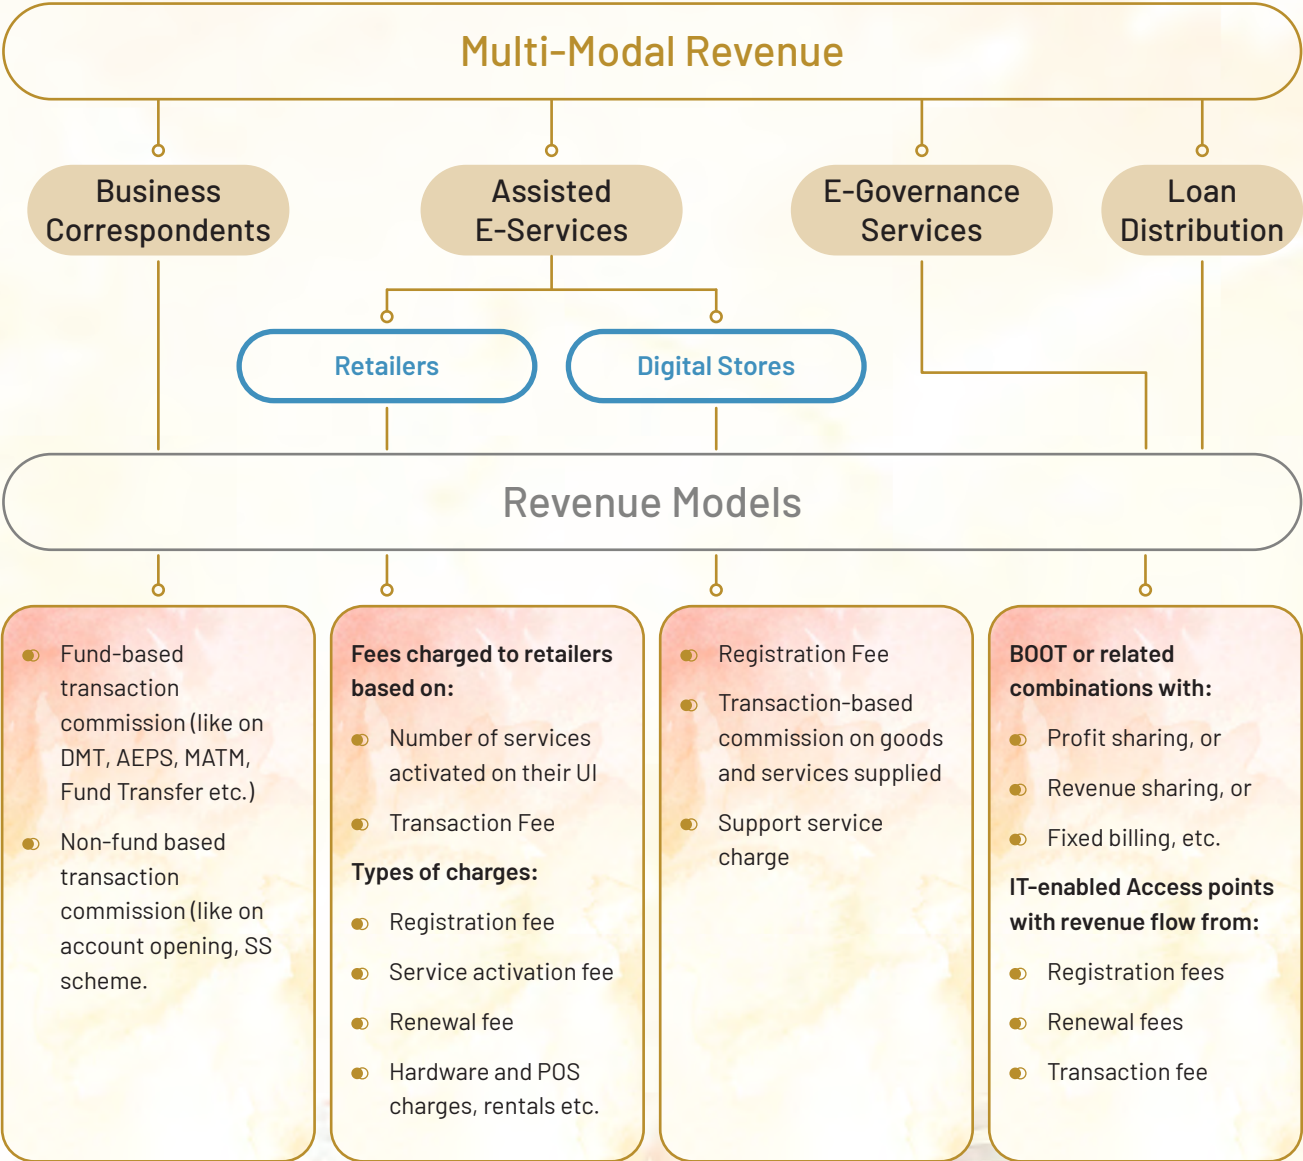 Multi-Modal Revenue
Business
Correspondents
Assisted
E-Services
E-Governance
Services
Loan
Distribution
Retailers
Digital Stores
Revenue Models
Fund-based
transaction
commission (like on
DMT, AEPS, MATM,
Fund Transfer etc.)
Non-fund based
transaction
commission (like on
account opening, SS
scheme.
Fees charged to retailers
based on:
Number of services
activated on their UI
Transaction Fee
Types of charges:
Registration fee
Service activation fee
Renewal fee
Hardware and POS
charges, rentals etc.
Registration Fee
Transaction-based
commission on goods
and services supplied
Support service
charge
BOOT or related
combinations with:
Profit sharing, or
Revenue sharing, or
Fixed billing, etc.
IT-enabled Access points
with revenue flow from:
Registration fees
Renewal fees
Transaction fee